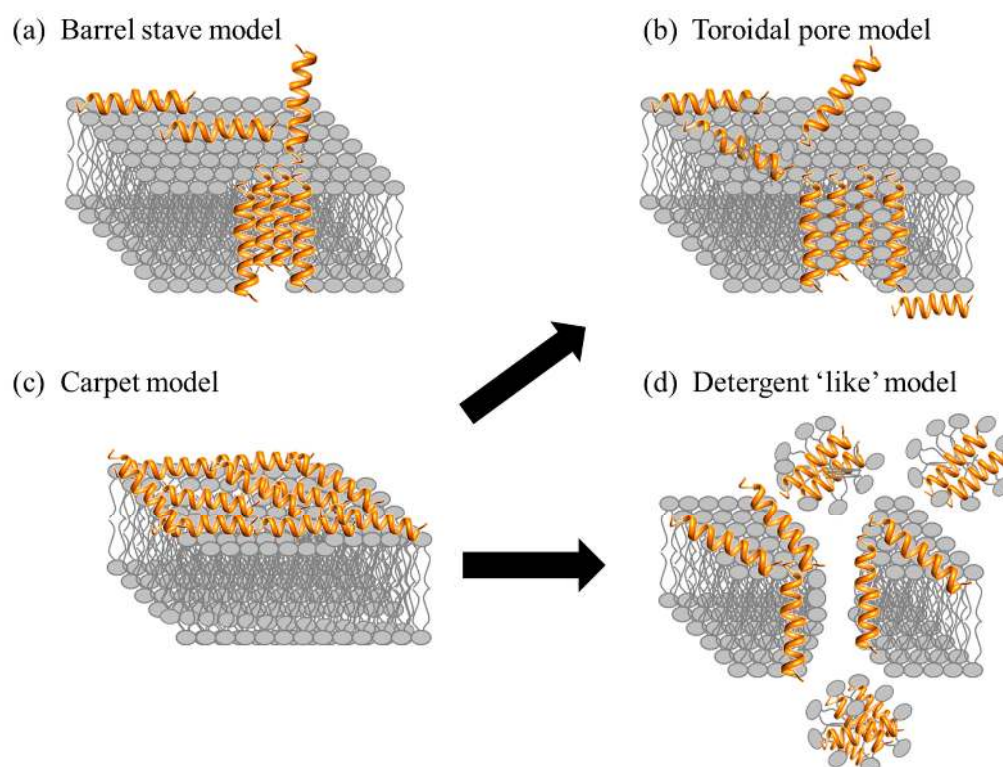 (a) Barrel stave model
(b) Toroidal pore model
(c) Carpet model
(d) Detergent ‘like’ model